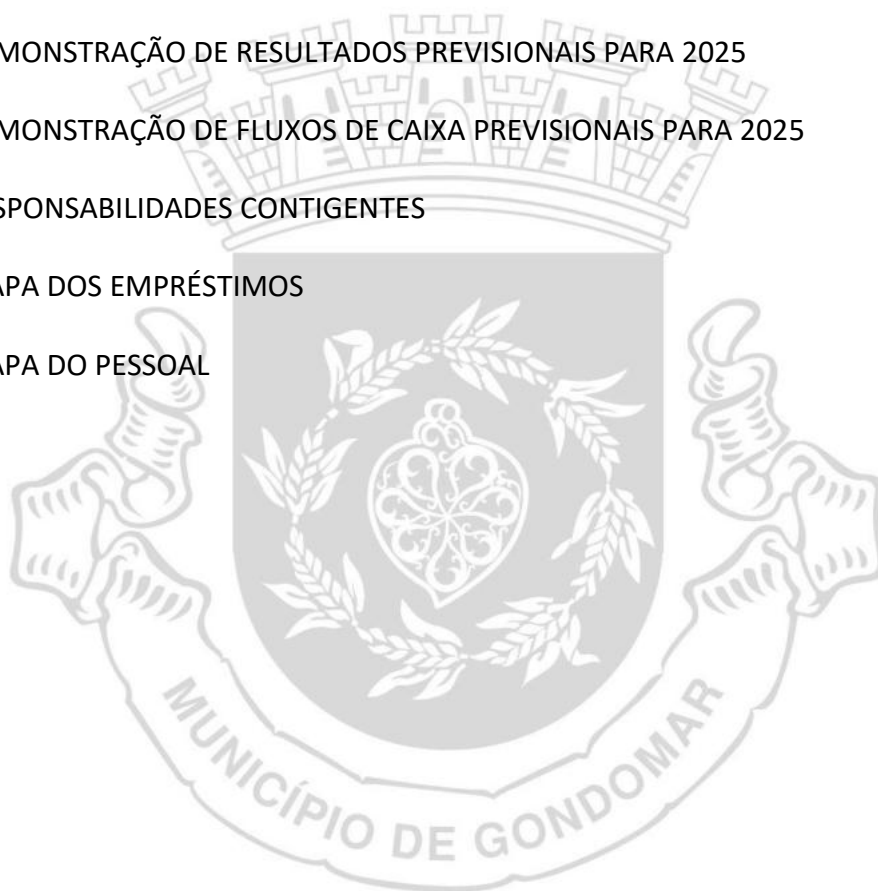 MONSTRAÇÃO DE RESULTADOS PREVISIONAIS PARA 2025
MONSTRAÇÃO DE FLUXOS DE CAIXA PREVISIONAIS PARA 2025
SPONSABILIDADES CONTIGENTES
APA DOS EMPRÉSTIMOS
APA DO PESSOAL
MUNICÍPIO DE GONDOMAR